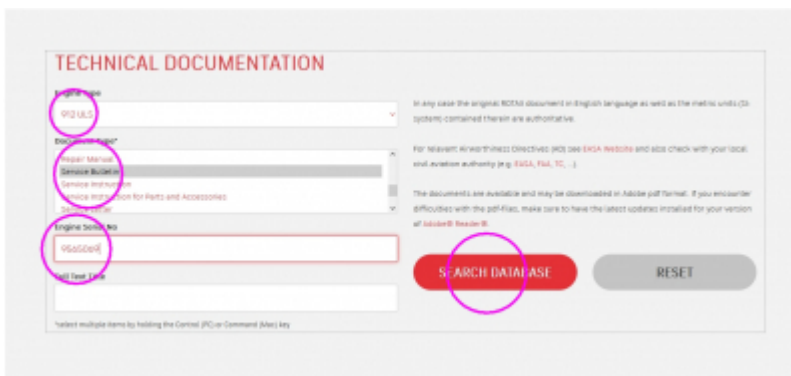 TECHNICAL DOCUMENTATION
Engine Type
912 ULS
Document Type*
Repair Manual
Service Bulletin
Service Instruction
Service Instruction for Parts and Accessories
Service Letter
Engine Serial No
Full Text Title
*select multiple items by holding the Control (PC) or Command (Mac) key
In any case the original ROTAX document in English language as well as the metric units (SI-
system) contained therein are authoritative.
For relevant Airworthiness Directives (AD) see EASA Website and also check with your local
civil aviation authority (e.g. EASA, FAA, TC, ...).
The documents are available and may be downloaded in Adobe pdf format. If you encounter
difficulties with the pdf-files, make sure to have the latest updates installed for your version
of Adobe® Reader®.
SEARCH DATABASE
RESET